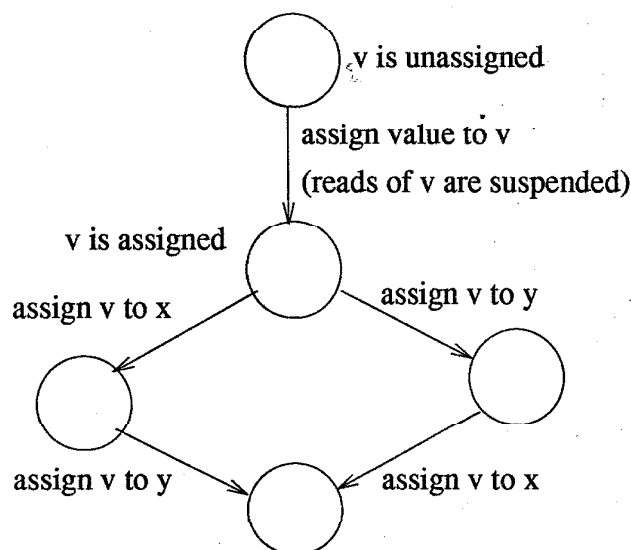 v is unassigned
assign value to v
(reads of v are suspended)
v is assigned
assign v to x
assign v to y
assign v to y
assign v to x